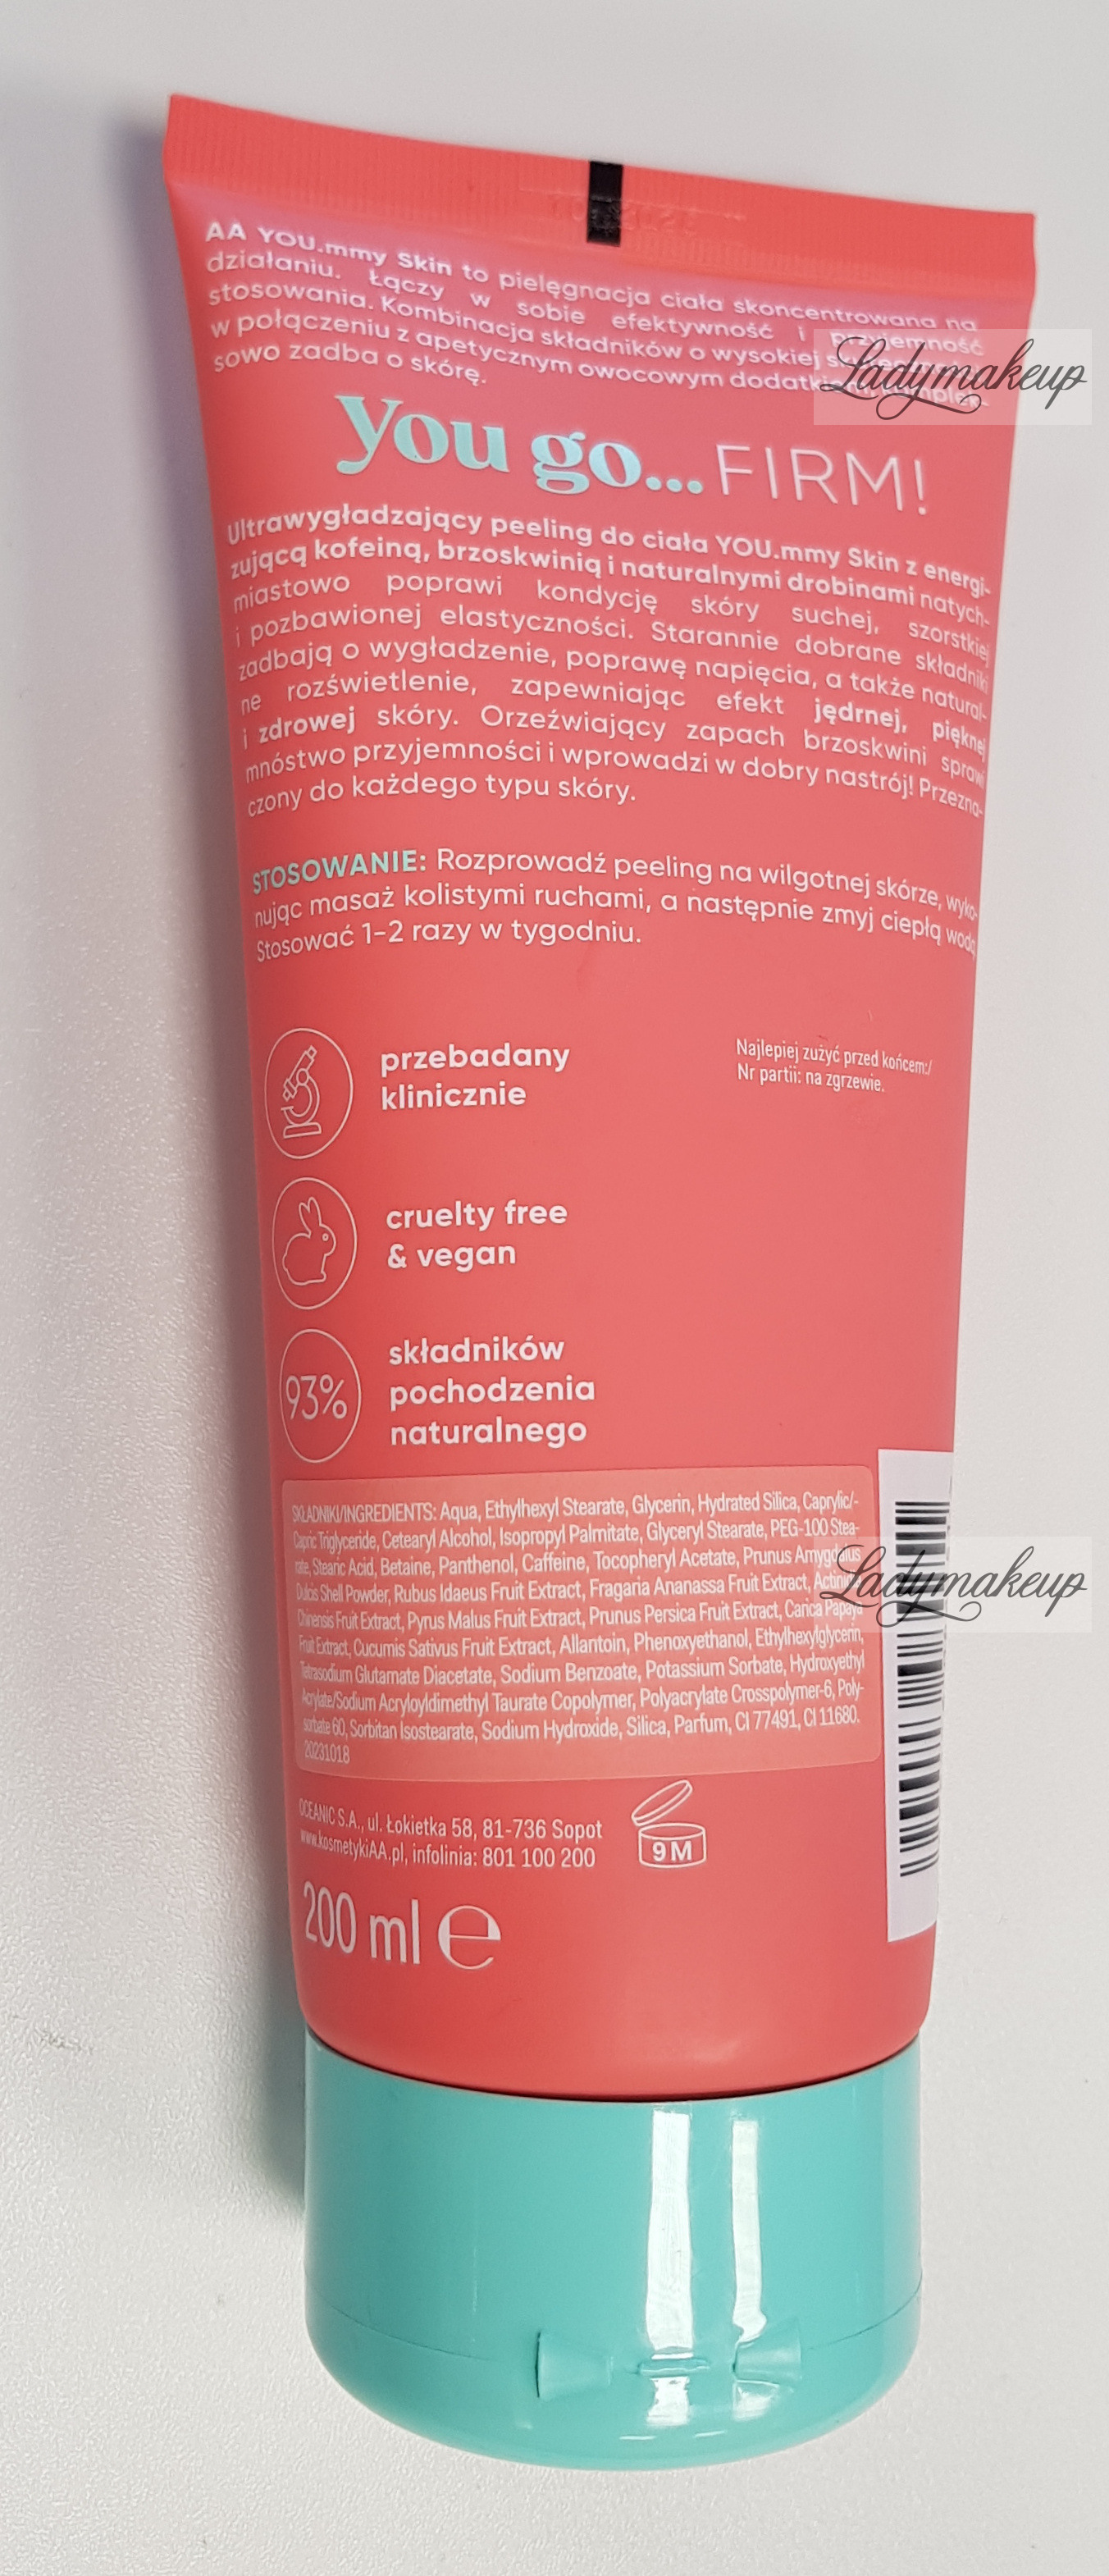 AA YOU.mmy Skin to pielęgnacja ciała skoncentrowana na
działaniu. Łączy w sobie efektywność i przyjemność
stosowania. Kombinacja składników o wysokiej
w połączeniu z apetycznym owocowym
sowo zadba o skórę.
Ladymakeup
you go... FIRM!
Ultrawygładzający peeling do ciała YOU.mmy Skin z energi-
zującą kofeiną, brzoskwinią i naturalnymi drobinami natych-
miastowo poprawi kondycję skóry suchej, szorstkiej
i pozbawionej elastyczności. Starannie dobrane składniki
zadbają o wygładzenie, poprawę napięcia, a także natural-
ne rozświetlenie, zapewniając efekt jędrnej, pięknej
i zdrowej skóry. Orzeźwiający zapach brzoskwini sprawi
mnóstwo przyjemności i wprowadzi w dobry nastrój! Przezna-
czony do każdego typu skóry.
STOSOWANIE: Rozprowadź peeling na wilgotnej skórze, wyko-
nując masaż kolistymi ruchami, a następnie zmyj ciepłą wodą.
Stosować 1-2 razy w tygodniu.
przebadany
klinicznie
Najlepiej zużyć przed końcem:/
Nr partii: na zgrzewie.
cruelty free
& vegan
93%
składników
pochodzenia
naturalnego
SKŁADNIKI/INGREDIENTS: Aqua, Ethylhexyl Stearate, Glycerin, Hydrated Silica, Caprylic/-
Capric Triglyceride, Cetearyl Alcohol, Isopropyl Palmitate, Glyceryl Stearate, PEG-100 Stea-
rate, Stearic Acid, Betaine, Panthenol, Caffeine, Tocopheryl Acetate, Prunus Amygdalus
Dulcis Shell Powder, Rubus Idaeus Fruit Extract, Fragaria Ananassa Fruit Extract, Actinidia
Chinensis Fruit Extract, Pyrus Malus Fruit Extract, Prunus Persica Fruit Extract, Carica Papaya
Fruit Extract, Cucumis Sativus Fruit Extract, Allantoin, Phenoxyethanol, Ethylhexylglycerin,
Tetrasodium Glutamate Diacetate, Sodium Benzoate, Potassium Sorbate, Hydroxyethyl
Acrylate/Sodium Acryloyldimethyl Taurate Copolymer, Polyacrylate Crosspolymer-6, Poly-
sorbate 60, Sorbitan Isostearate, Sodium Hydroxide, Silica, Parfum, CI 77491, CI 11680.
20231018
Ladymakeup
OCEANIC S.A., ul. Łokietka 58, 81-736 Sopot
www.kosmetykiAA.pl, infolinia: 801 100 200
9M
200 ml e